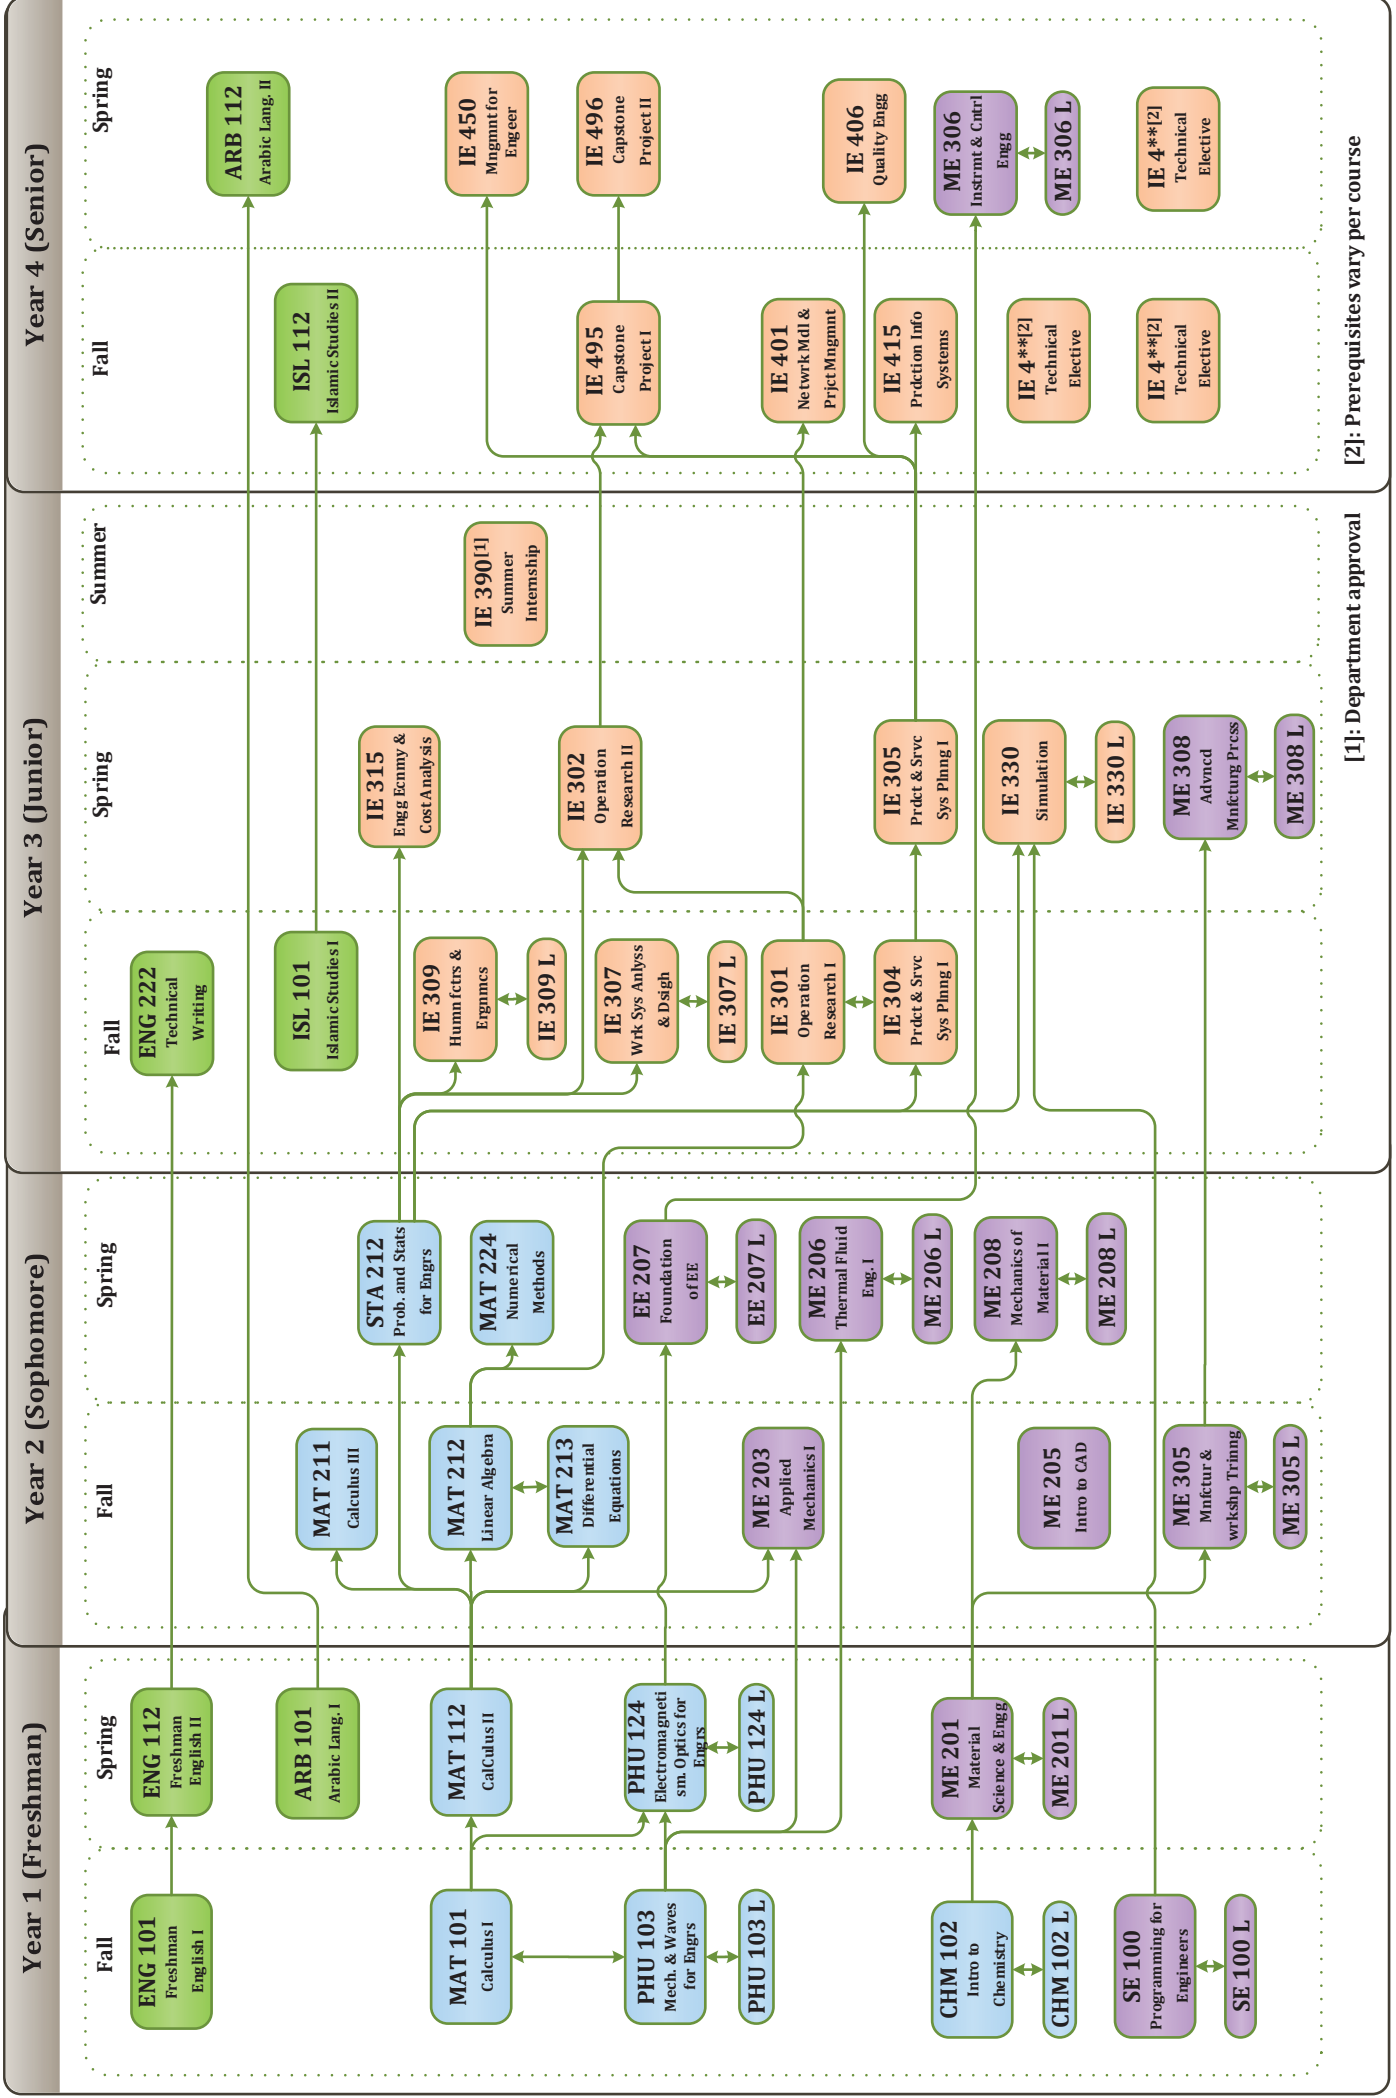 Year 1 (Freshman)
Fall
ENG 101
Freshman
English I
MAT 101
Calculus I
PHU 103
Mech. & Waves
for Engrs
PHU 103 L
CHM 102
Intro to
Chemistry
CHM 102 L
SE 100
Programming for
Engineers
SE 100 L
Spring
ENG 112
Freshman
English II
ARB 101
Arabic Lang. I
MAT 112
CalCulus II
PHU 124
Electromagneti
sm. Optics for
Engrs
PHU 124 L
ME 201
Material
Science & Engg
ME 201 L
Year 2 (Sophomore)
Fall
MAT 211
Calculus III
MAT 212
Linear Algebra
MAT 213
Differential
Equations
ME 203
Applied
Mechanics I
ME 205
Intro to CAD
ME 305
Mnfctur &
wrkshp Trinng
ME 305 L
Spring
STA 212
Prob. and Stats
for Engrs
MAT 224
Numerical
Methods
EE 207
Foundation
of EE
EE 207 L
ME 206
Thermal Fluid
Eng. I
ME 206 L
ME 208
Mechanics of
Material I
ME 208 L
Year 3 (Junior)
Fall
ENG 222
Technical
Writing
ISL 101
Islamic Studies I
IE 309
Humn fctrs &
Ergnmcs
IE 309 L
IE 307
Wrk Sys Anlyss
& Dsigh
IE 307 L
IE 301
Operation
Research I
IE 304
Prdct & Srvc
Sys Plnng I
Spring
IE 315
Engg Ecnmy &
Cost Analysis
IE 302
Operation
Research II
IE 305
Prdct & Srvc
Sys Plnng I
IE 330
Simulation
IE 330 L
ME 308
Advncd
Mnfcturg Prcss
ME 308 L
Summer
IE 390[1]
Summer
Internship
[1]: Department approval
Year 4 (Senior)
Fall
ISL 112
Islamic Studies II
IE 495
Capstone
Project I
IE 401
Netwrk Mdl &
Prjct Mngmnt
IE 415
Prdction Info
Systems
IE 4**[2]
Technical
Elective
IE 4**[2]
Technical
Elective
Spring
ARB 112
Arabic Lang. II
IE 450
Mngmnt for
Engeer
IE 496
Capstone
Project II
IE 406
Quality Engg
ME 306
Instrmt & Cntrl
Engg
ME 306 L
IE 4**[2]
Technical
Elective
[2]: Prerequisites vary per course